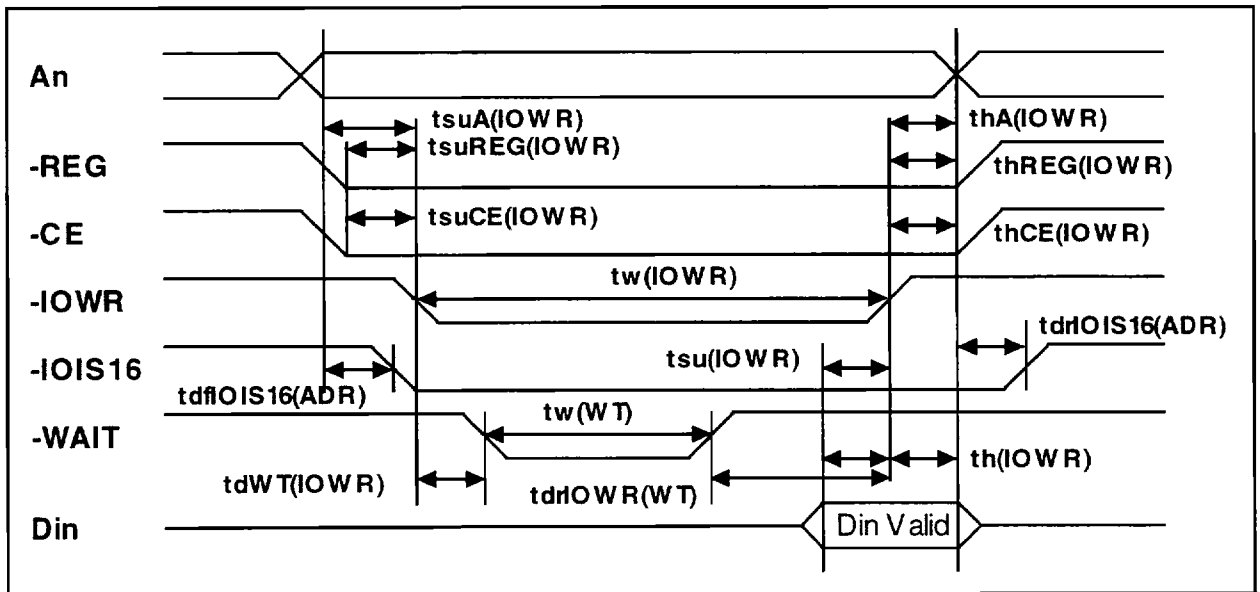 An
tsuA(IOWR)
thA(IOWR)
tsuREG(IOWR)
-REG
thREG(IOWR)
tsuCE(IOWR)
-CE
thCE(IOWR)
tw(IOWR)
-IOWR
tdrIOIS16(ADR)
tsu(IOWR)
-IOIS16
tdfIOIS16(ADR)
tw(WT)
-WAIT
th(IOWR)
tdWT(IOWR)
tdrIOWR(WT)
Din
Din Valid